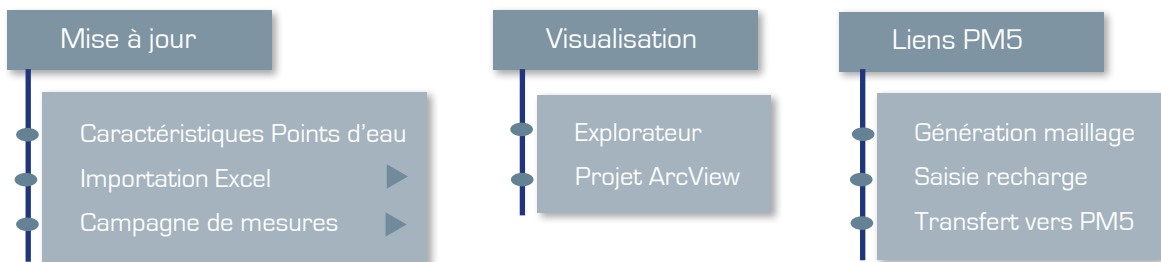 Mise à jour
Caractéristiques Points d'eau
Importation Excel
Campagne de mesures
Visualisation
Explorateur
Projet ArcView
Liens PM5
Génération maillage
Saisie recharge
Transfert vers PM5